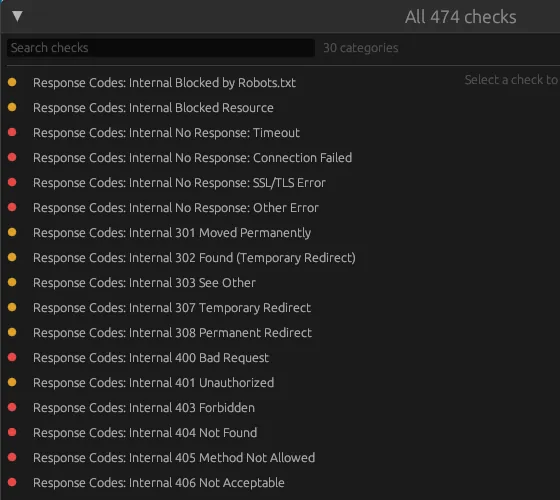 ▼ All 474 checks
Search checks 30 categories
Select a check to
Response Codes: Internal Blocked by Robots.txt
Response Codes: Internal Blocked Resource
Response Codes: Internal No Response: Timeout
Response Codes: Internal No Response: Connection Failed
Response Codes: Internal No Response: SSL/TLS Error
Response Codes: Internal No Response: Other Error
Response Codes: Internal 301 Moved Permanently
Response Codes: Internal 302 Found (Temporary Redirect)
Response Codes: Internal 303 See Other
Response Codes: Internal 307 Temporary Redirect
Response Codes: Internal 308 Permanent Redirect
Response Codes: Internal 400 Bad Request
Response Codes: Internal 401 Unauthorized
Response Codes: Internal 403 Forbidden
Response Codes: Internal 404 Not Found
Response Codes: Internal 405 Method Not Allowed
Response Codes: Internal 406 Not Acceptable